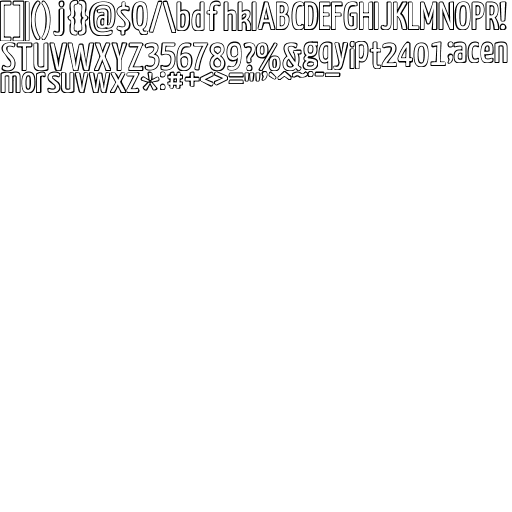 []()j{}@$Q/\bdfhklABCDEFGHIJKLMNOPR!
STUVWXYZ356789?%&gqyipt2401;acen
morsuvwxz*:#+<>="',`^~.-_